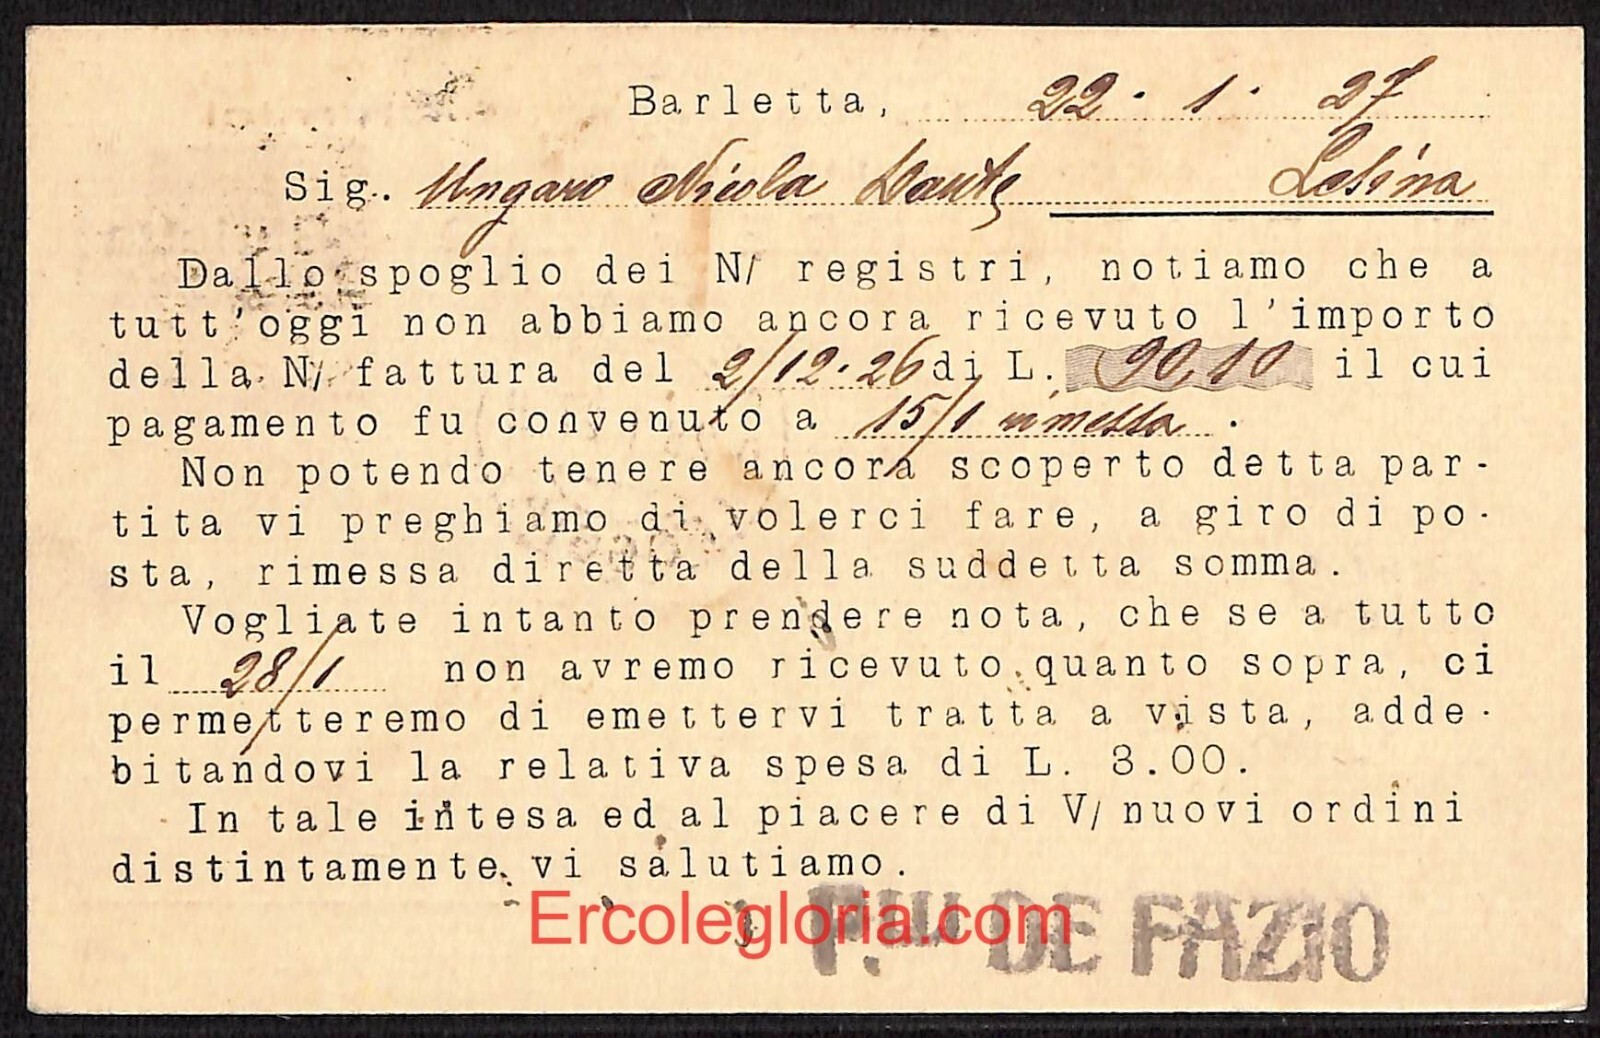 Barletta, 22 · 1 · 27
Sig. Ungaro Nicola Dante Lesina
Dallo spoglio dei N/ registri, notiamo che a
tutt'oggi non abbiamo ancora ricevuto l'importo
della N/ fattura del 2/12·26 di L. 90,10 il cui
pagamento fu convenuto a 15/1 rimessa.
Non potendo tenere ancora scoperto detta par-
tita vi preghiamo di volerci fare, a giro di po-
sta, rimessa diretta della suddetta somma.
Vogliate intanto prendere nota, che se a tutto
il 28/1 non avremo ricevuto quanto sopra, ci
permetteremo di emettervi tratta a vista, adde-
bitandovi la relativa spesa di L. 3.00.
In tale intesa ed al piacere di V/ nuovi ordini
distintamente vi salutiamo.
F.lli DE FAZIO
Ercolegloria.com